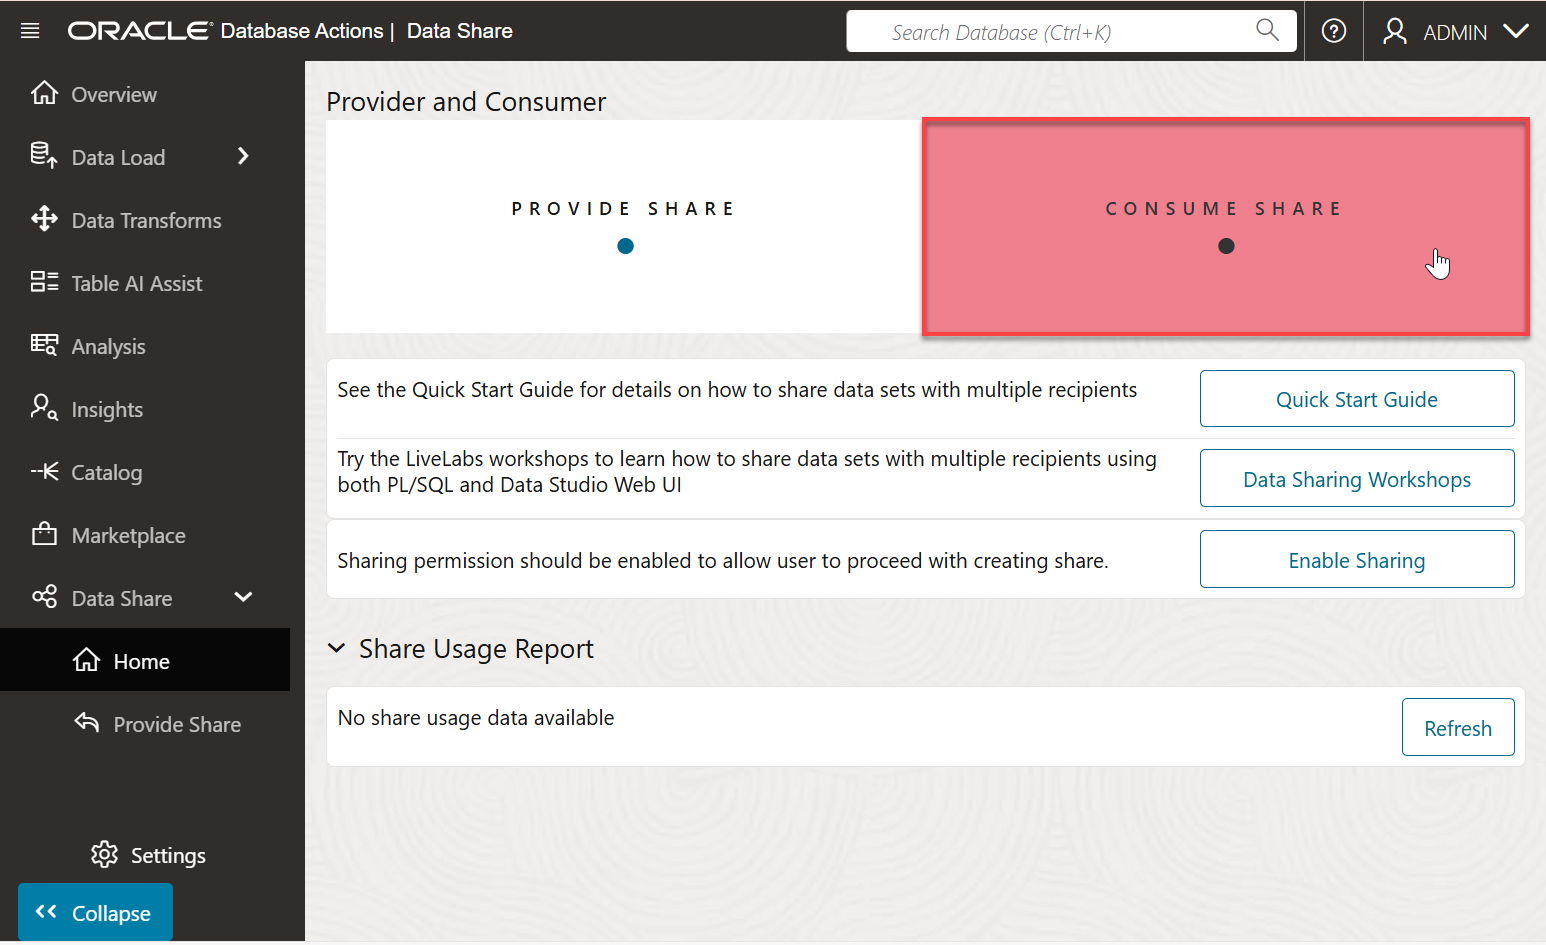 ORACLE Database Actions | Data Share
Search Database (Ctrl+K)
ADMIN
Overview
Data Load
Data Transforms
Table AI Assist
Analysis
Insights
Catalog
Marketplace
Data Share
Home
Provide Share
Settings
Collapse
Provider and Consumer
PROVIDE SHARE
CONSUME SHARE
See the Quick Start Guide for details on how to share data sets with multiple recipients
Quick Start Guide
Try the LiveLabs workshops to learn how to share data sets with multiple recipients using
both PL/SQL and Data Studio Web UI
Data Sharing Workshops
Sharing permission should be enabled to allow user to proceed with creating share.
Enable Sharing
Share Usage Report
No share usage data available
Refresh